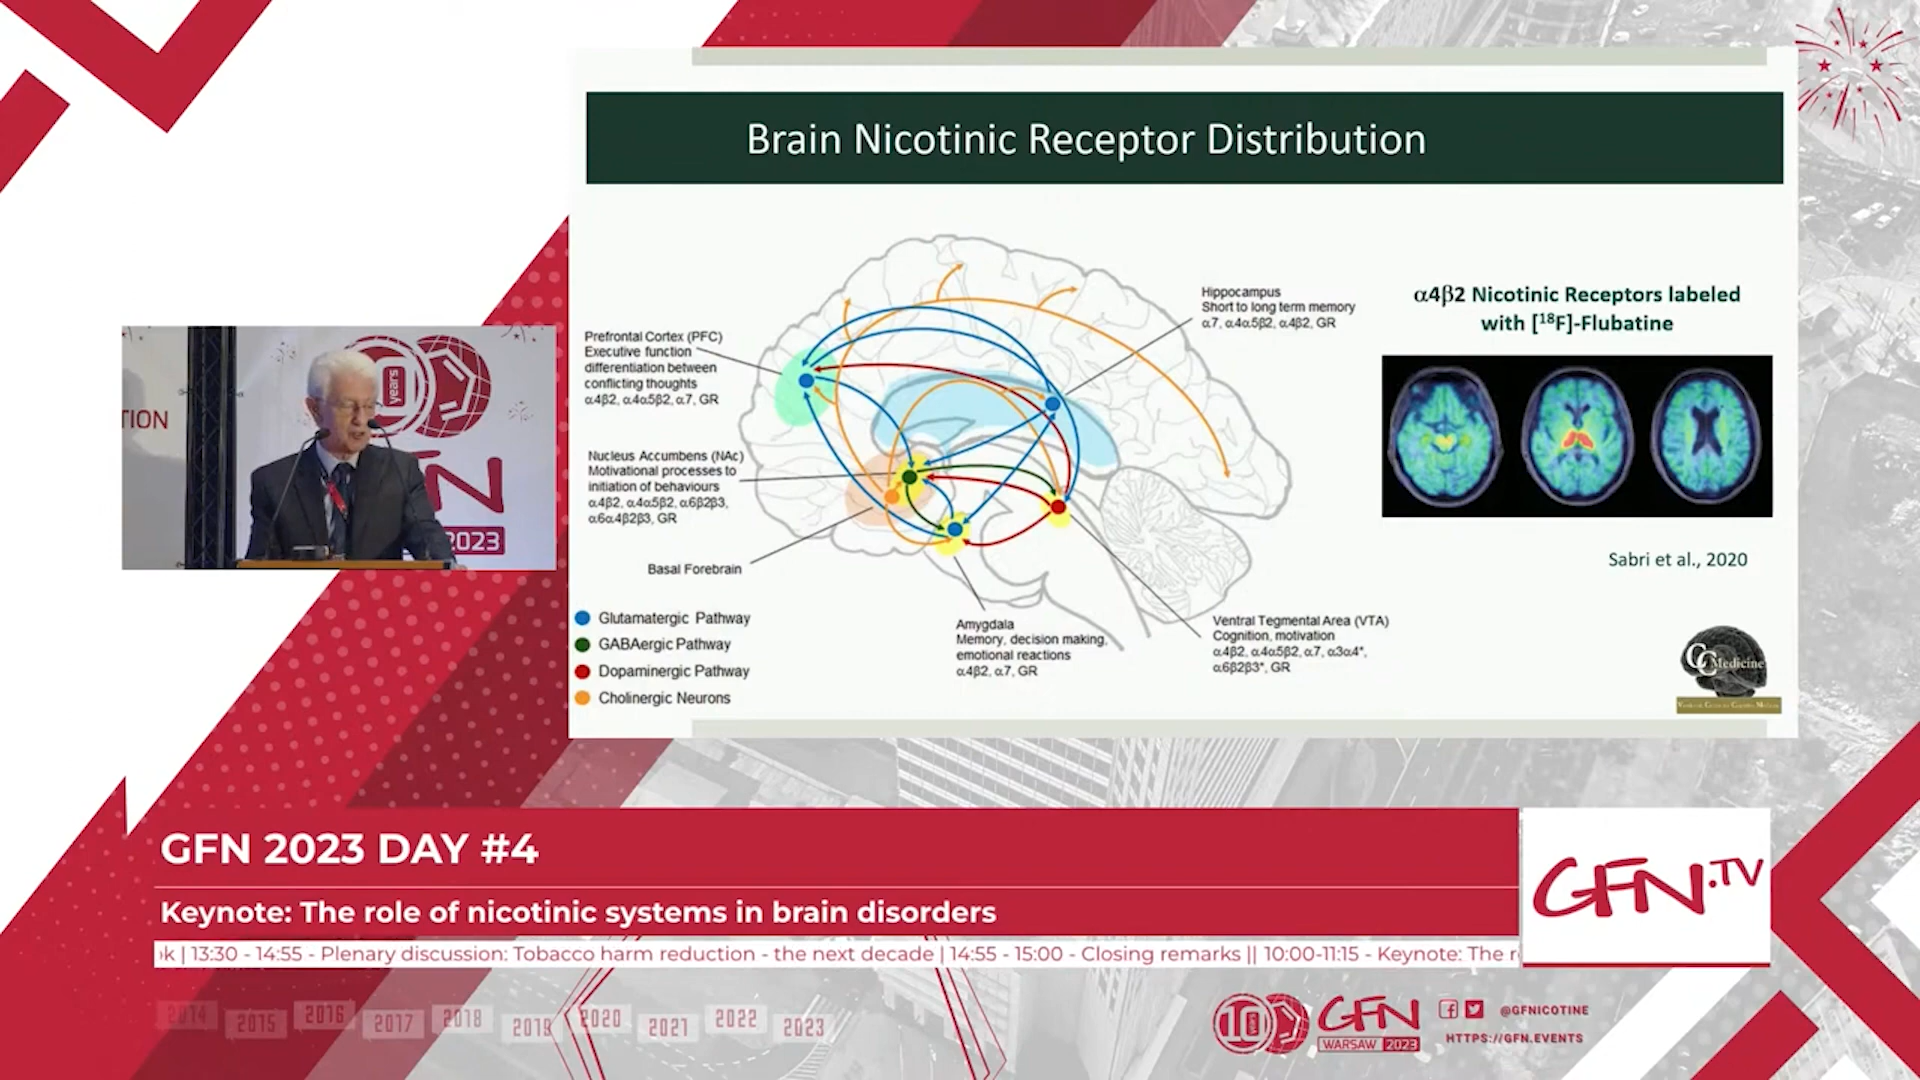 Brain Nicotinic Receptor Distribution
Prefrontal Cortex (PFC)
Executive function
differentiation between
conflicting thoughts
α4β2, α4α5β2, α7, GR
Hippocampus
Short to long term memory
α7, α4α5β2, α4β2, GR
α4β2 Nicotinic Receptors labeled
with [¹⁸F]-Flubatine
Nucleus Accumbens (NAc)
Motivational processes to
initiation of behaviours
α4β2, α4α5β2, α6β2β3,
α6α4β2β3, GR
Basal Forebrain
Sabri et al., 2020
Glutamatergic Pathway
GABAergic Pathway
Dopaminergic Pathway
Cholinergic Neurons
Amygdala
Memory, decision making,
emotional reactions
α4β2, α7, GR
Ventral Tegmental Area (VTA)
Cognition, motivation
α4β2, α4α5β2, α7, α3α4*,
α6β2β3*, GR
CC Medicine
TION
years
2023
GFN 2023 DAY #4
Keynote: The role of nicotinic systems in brain disorders
k | 13:30 - 14:55 - Plenary discussion: Tobacco harm reduction - the next decade | 14:55 - 15:00 - Closing remarks || 10:00-11:15 - Keynote: The r
GFN.TV
2014 2015 2016 2017 2018 2019 2020 2021 2022 2023
GFN
WARSAW 2023
@GFNICOTINE
HTTPS://GFN.EVENTS